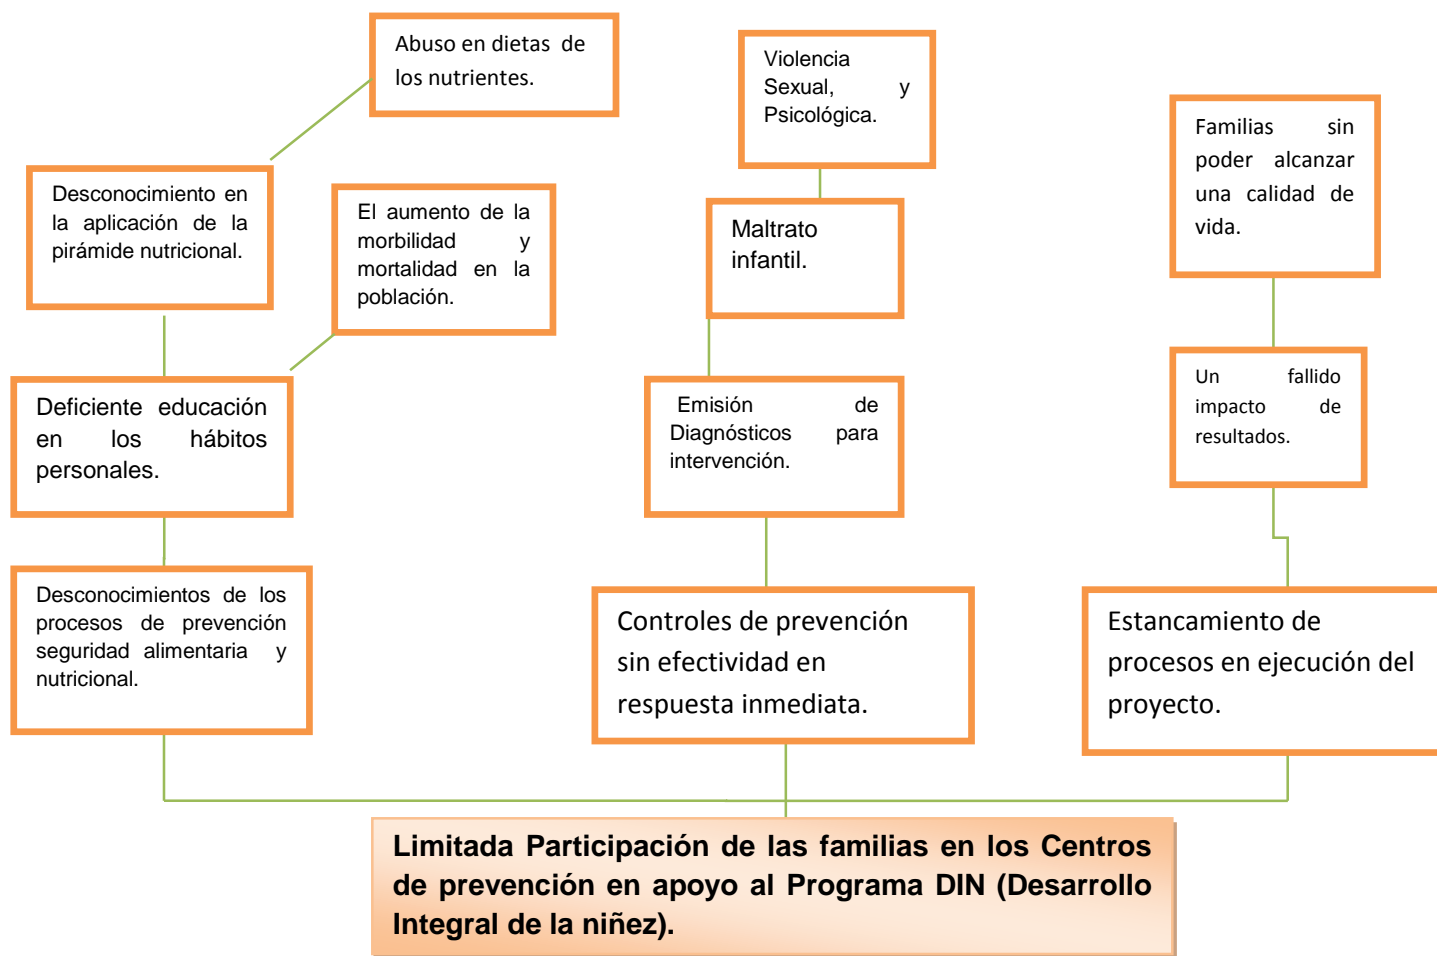 Abuso en dietas de
los nutrientes.
Violencia
Sexual, y
Psicológica.
Familias sin
poder alcanzar
una calidad de
vida.
Desconocimiento en
la aplicación de la
pirámide nutricional.
El aumento de la
morbilidad y
mortalidad en la
población.
Maltrato
infantil.
Un fallido
impacto de
resultados.
Deficiente educación
en los hábitos
personales.
Emisión de
Diagnósticos para
intervención.
Desconocimientos de los
procesos de prevención
seguridad alimentaria y
nutricional.
Controles de prevención
sin efectividad en
respuesta inmediata.
Estancamiento de
procesos en ejecución del
proyecto.
Limitada Participación de las familias en los Centros
de prevención en apoyo al Programa DIN (Desarrollo
Integral de la niñez).